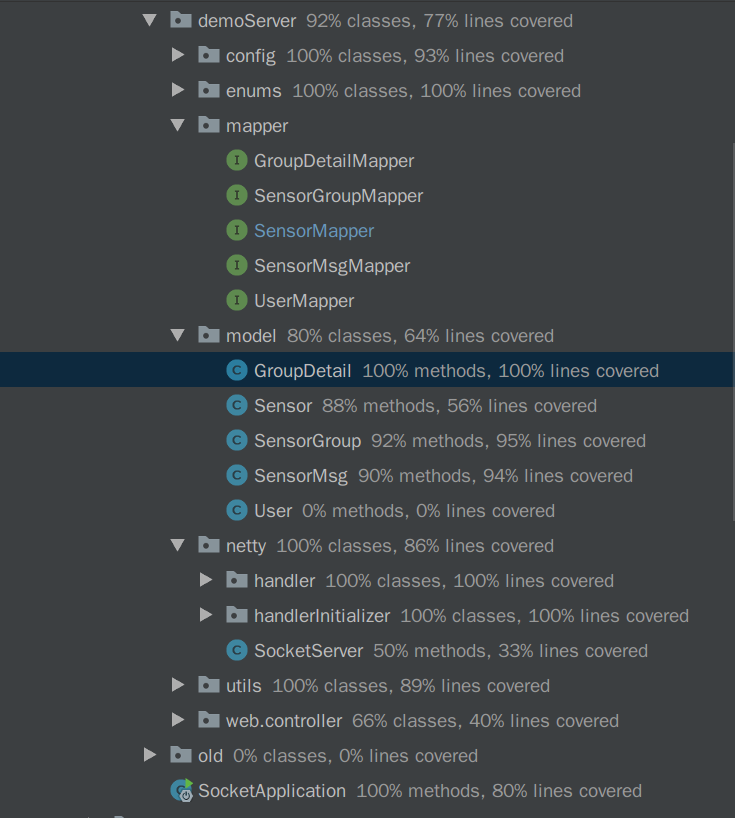 demoServer 92% classes, 77% lines covered
config 100% classes, 93% lines covered
enums 100% classes, 100% lines covered
mapper
I GroupDetailMapper
I SensorGroupMapper
I SensorMapper
I SensorMsgMapper
I UserMapper
model 80% classes, 64% lines covered
C GroupDetail 100% methods, 100% lines covered
C Sensor 88% methods, 56% lines covered
C SensorGroup 92% methods, 95% lines covered
C SensorMsg 90% methods, 94% lines covered
C User 0% methods, 0% lines covered
netty 100% classes, 86% lines covered
handler 100% classes, 100% lines covered
handlerInitializer 100% classes, 100% lines covered
C SocketServer 50% methods, 33% lines covered
utils 100% classes, 89% lines covered
web.controller 66% classes, 40% lines covered
old 0% classes, 0% lines covered
C SocketApplication 100% methods, 80% lines covered